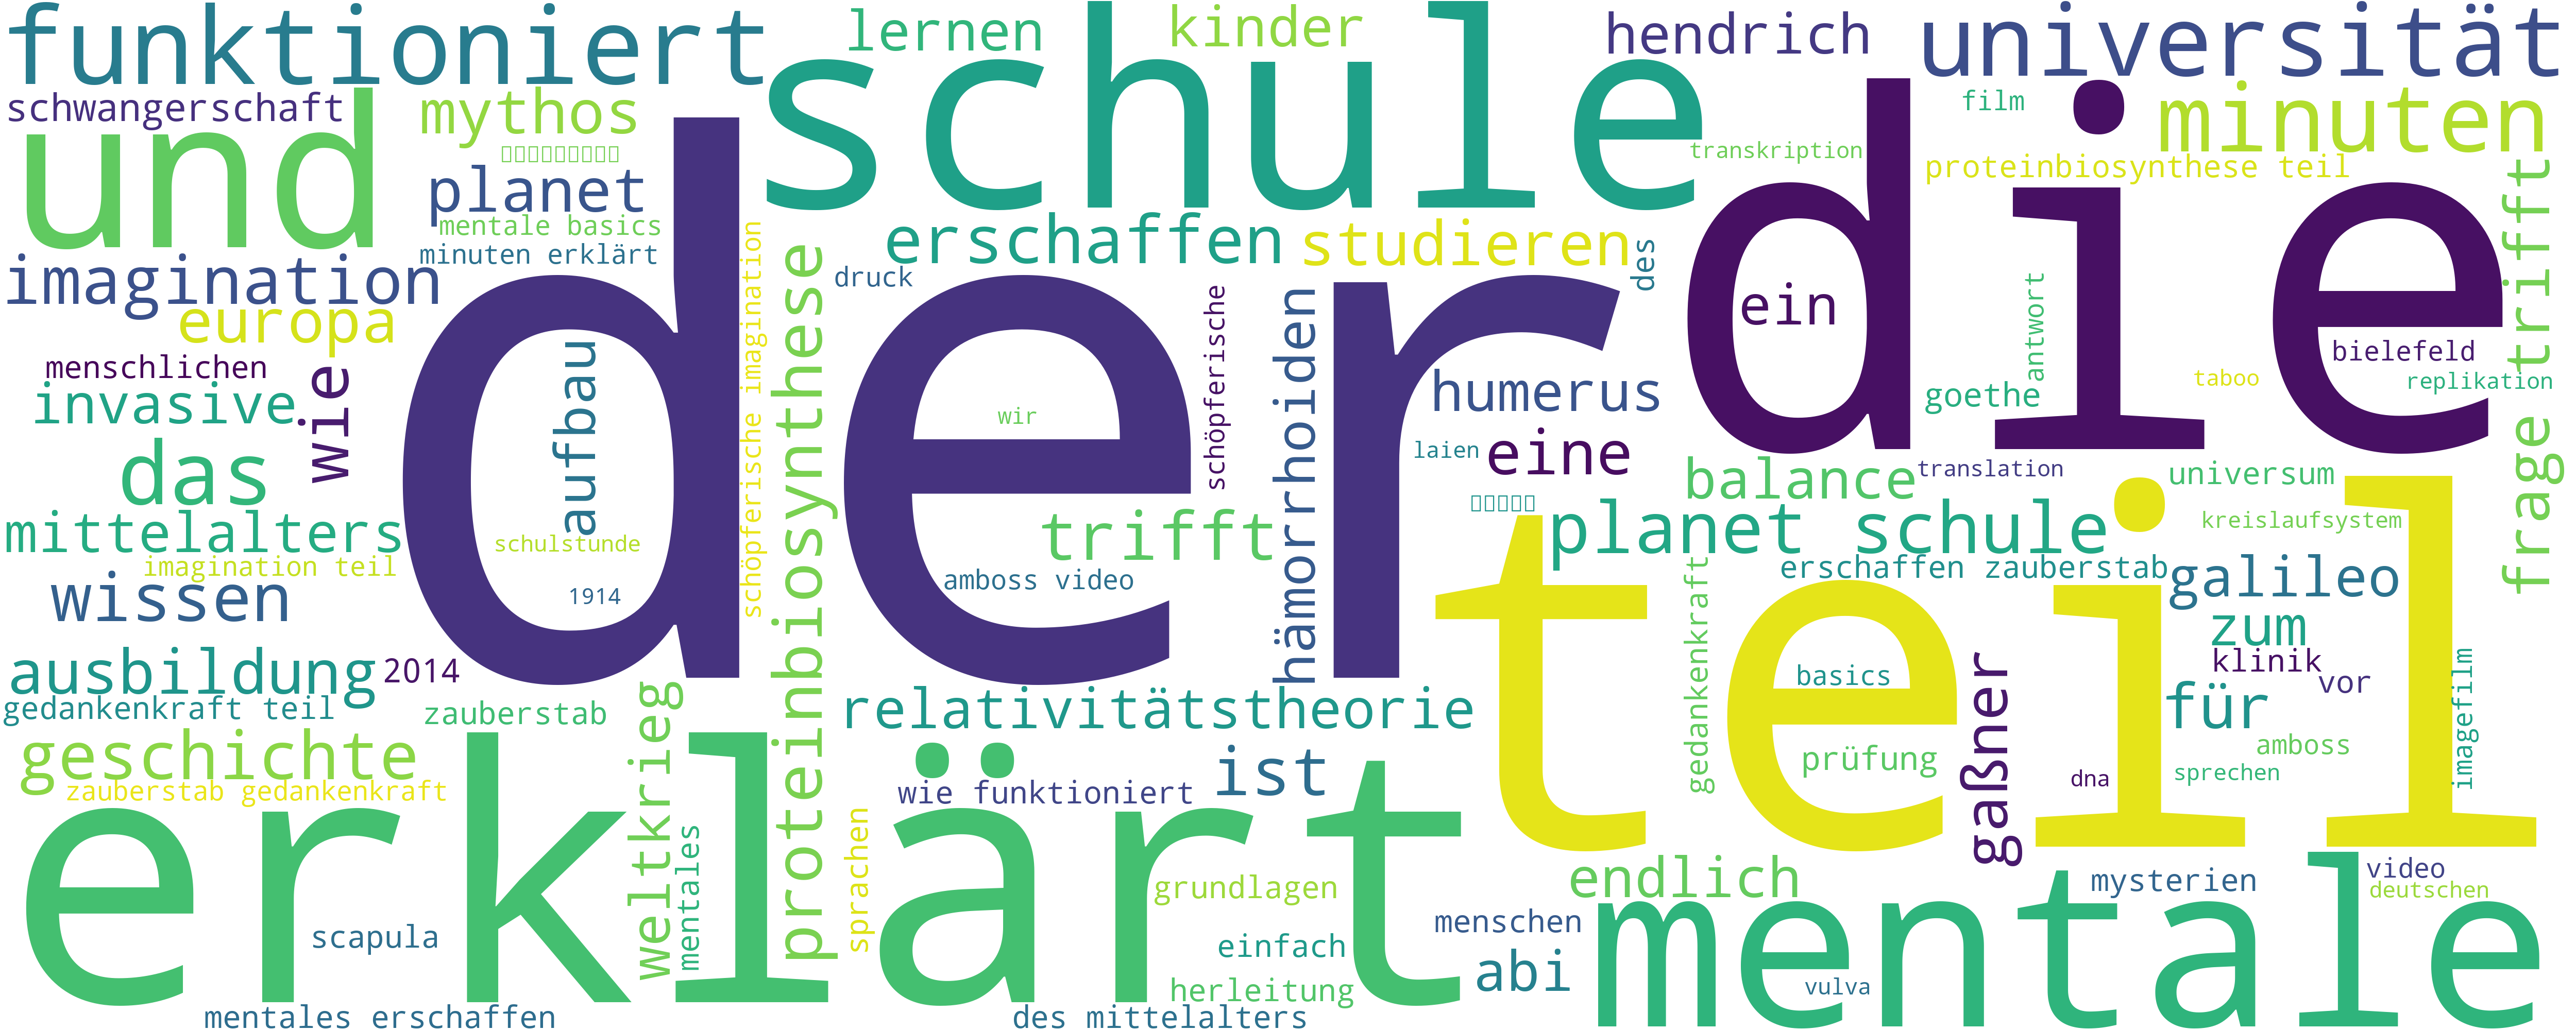 funktioniert
lernen
kinder
hendrich
universität
schwangerschaft
mythos
schule
film
minuten
und
transkription
planet
proteinbiosynthese teil
mentale basics
minuten erklärt
erschaffen
studieren
des
die
frage trifft
imagination
europa
der
druck
schöpferische imagination
proteinbiosynthese
schöpferische
hämorrhoiden
ein
antwort
bielefeld
menschlichen
invasive
wie
aufbau
wir
humerus
goethe
taboo
replikation
das
laien
eine
balance
translation
universum
mittelalters
schulstunde
trifft
planet schule
kreislaufsystem
imagination teil
wissen
1914
amboss video
erschaffen zauberstab
galileo
teil
gedankenkraft
zum
ausbildung
2014
basics
klinik
vor
gedankenkraft teil
zauberstab
relativitätstheorie
gaßner
für
imagefilm
geschichte
weltkrieg
ist
prüfung
amboss
zauberstab gedankenkraft
wie funktioniert
dna
sprechen
erklärt
mentales
sprachen
grundlagen
endlich
mysterien
video
deutschen
scapula
einfach
menschen
mentale
herleitung
abi
vulva
mentales erschaffen
des mittelalters